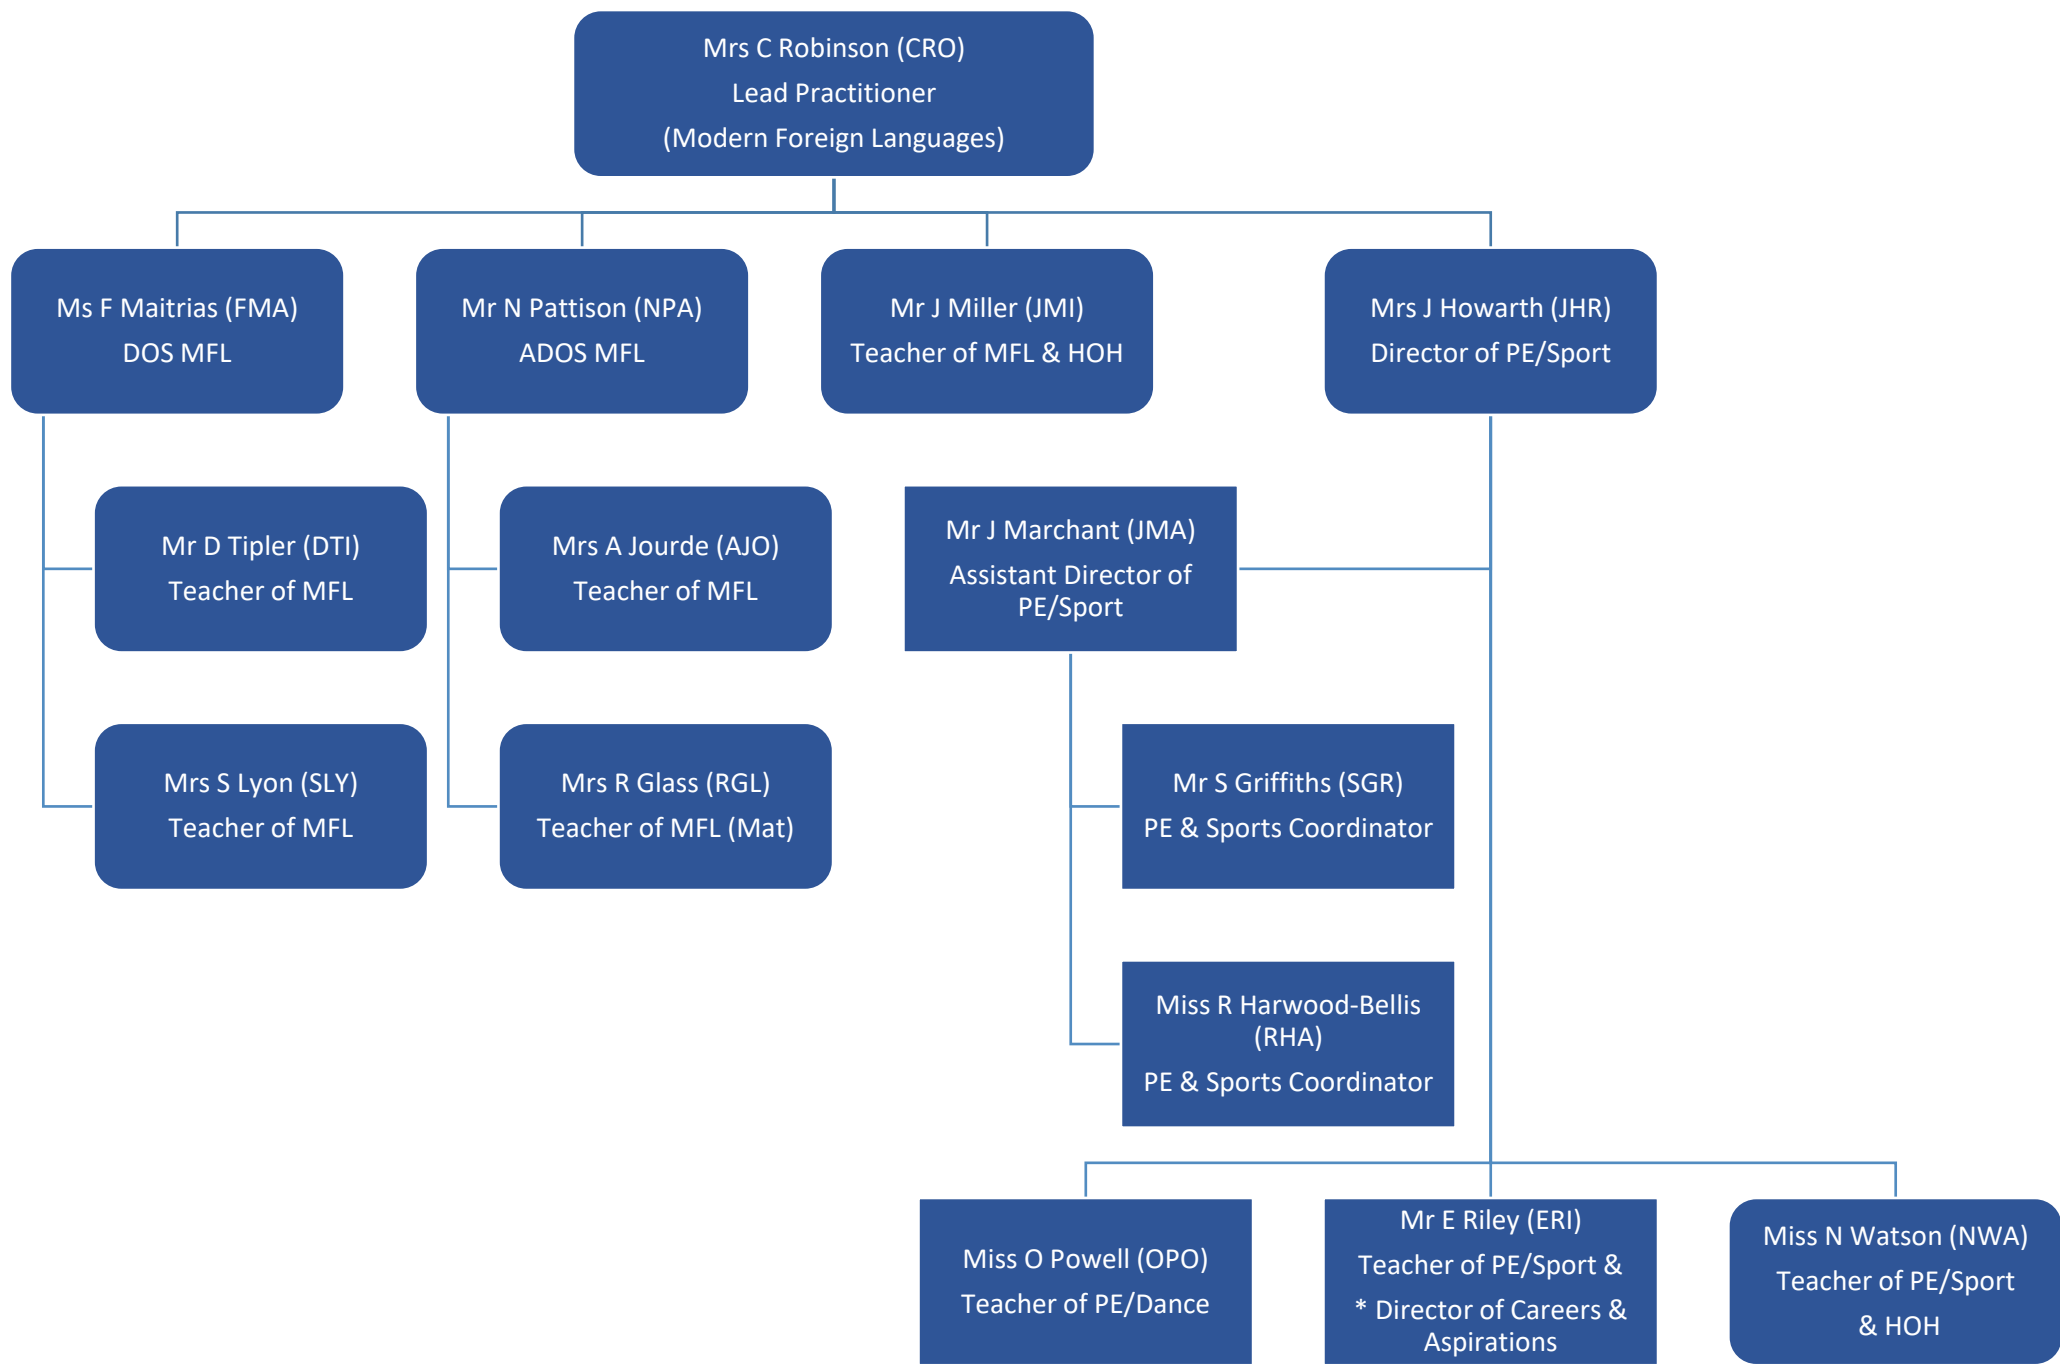 Mrs C Robinson (CRO)
Lead Practitioner
(Modern Foreign Languages)
Ms F Maitrias (FMA)
DOS MFL
Mr N Pattison (NPA)
ADOS MFL
Mr J Miller (JMI)
Teacher of MFL & HOH
Mrs J Howarth (JHR)
Director of PE/Sport
Mr D Tipler (DTI)
Teacher of MFL
Mrs A Jourde (AJO)
Teacher of MFL
Mr J Marchant (JMA)
Assistant Director of
PE/Sport
Mrs S Lyon (SLY)
Teacher of MFL
Mrs R Glass (RGL)
Teacher of MFL (Mat)
Mr S Griffiths (SGR)
PE & Sports Coordinator
Miss R Harwood-Bellis
(RHA)
PE & Sports Coordinator
Miss O Powell (OPO)
Teacher of PE/Dance
Mr E Riley (ERI)
Teacher of PE/Sport &
* Director of Careers &
Aspirations
Miss N Watson (NWA)
Teacher of PE/Sport
& HOH